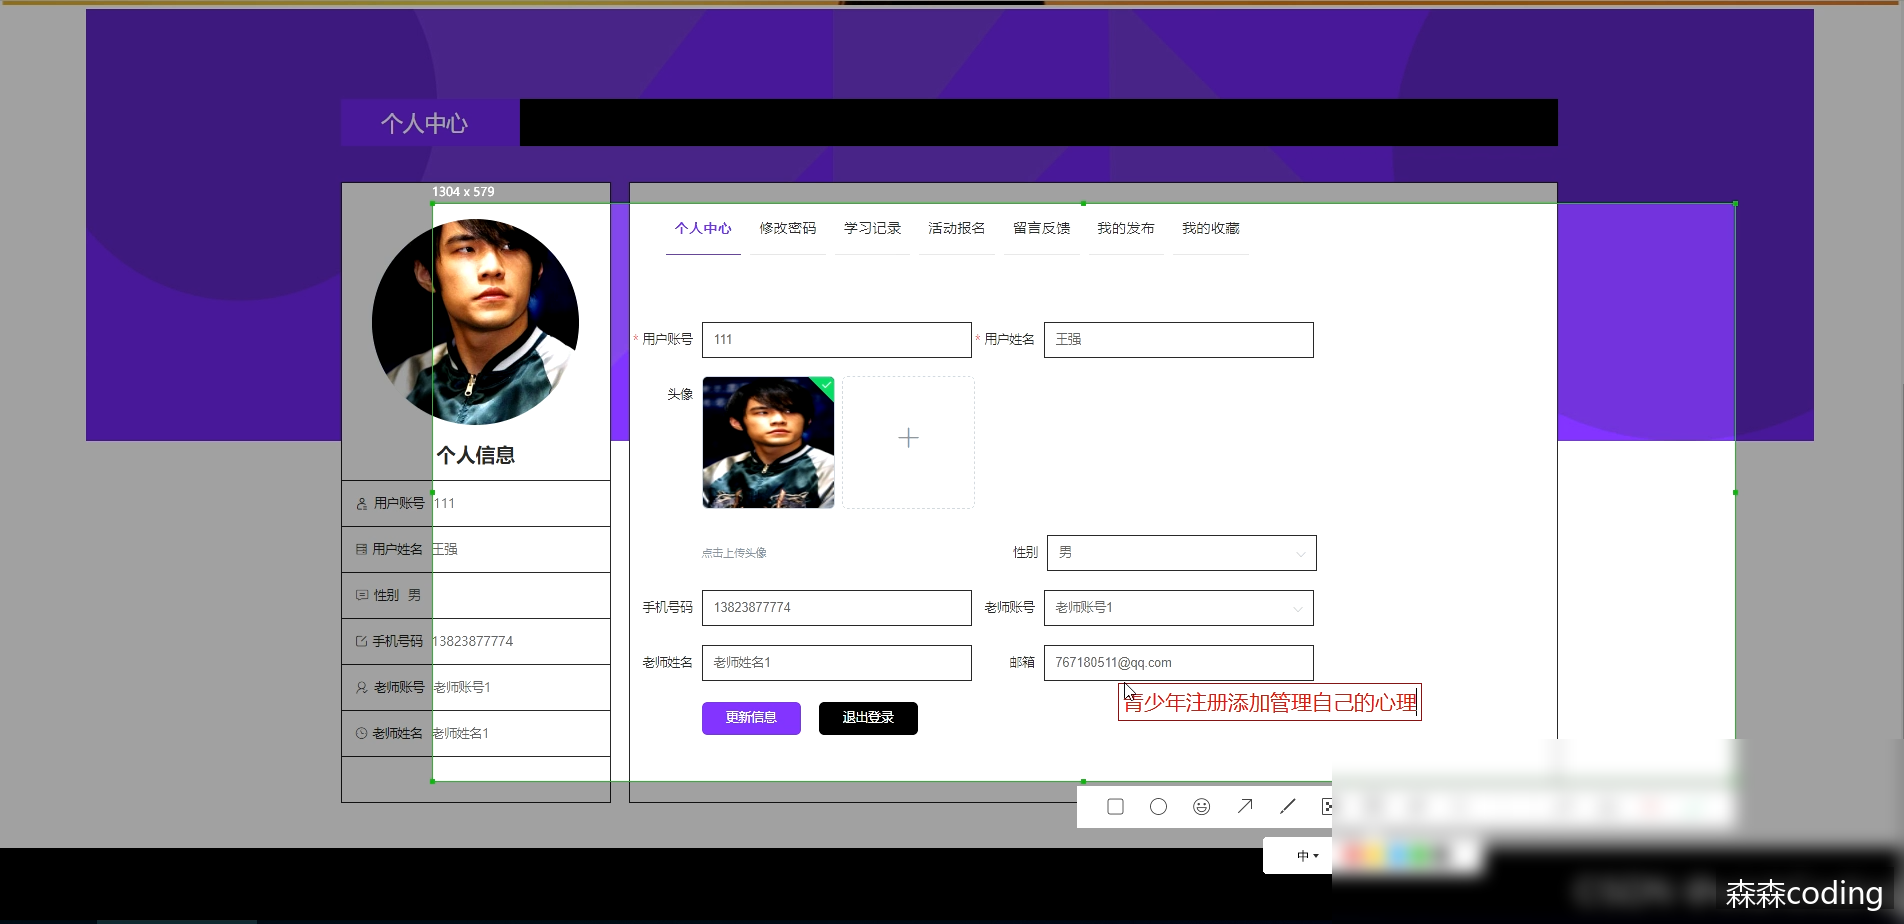 个人中心
1304 x 579
个人中心 修改密码 学习记录 活动报名 留言反馈 我的发布 我的收藏
* 用户账号 111 * 用户姓名 王强
头像
个人信息
用户账号 111
用户姓名 王强
点击上传头像 性别 男
性别 男
手机号码 13823877774 老师账号 老师账号1
手机号码 13823877774
老师姓名 老师姓名1 邮箱 767180511@qq.com
老师账号 老师账号1
青少年注册添加管理自己的心理
更新信息 退出登录
老师姓名 老师姓名1
中
森森coding